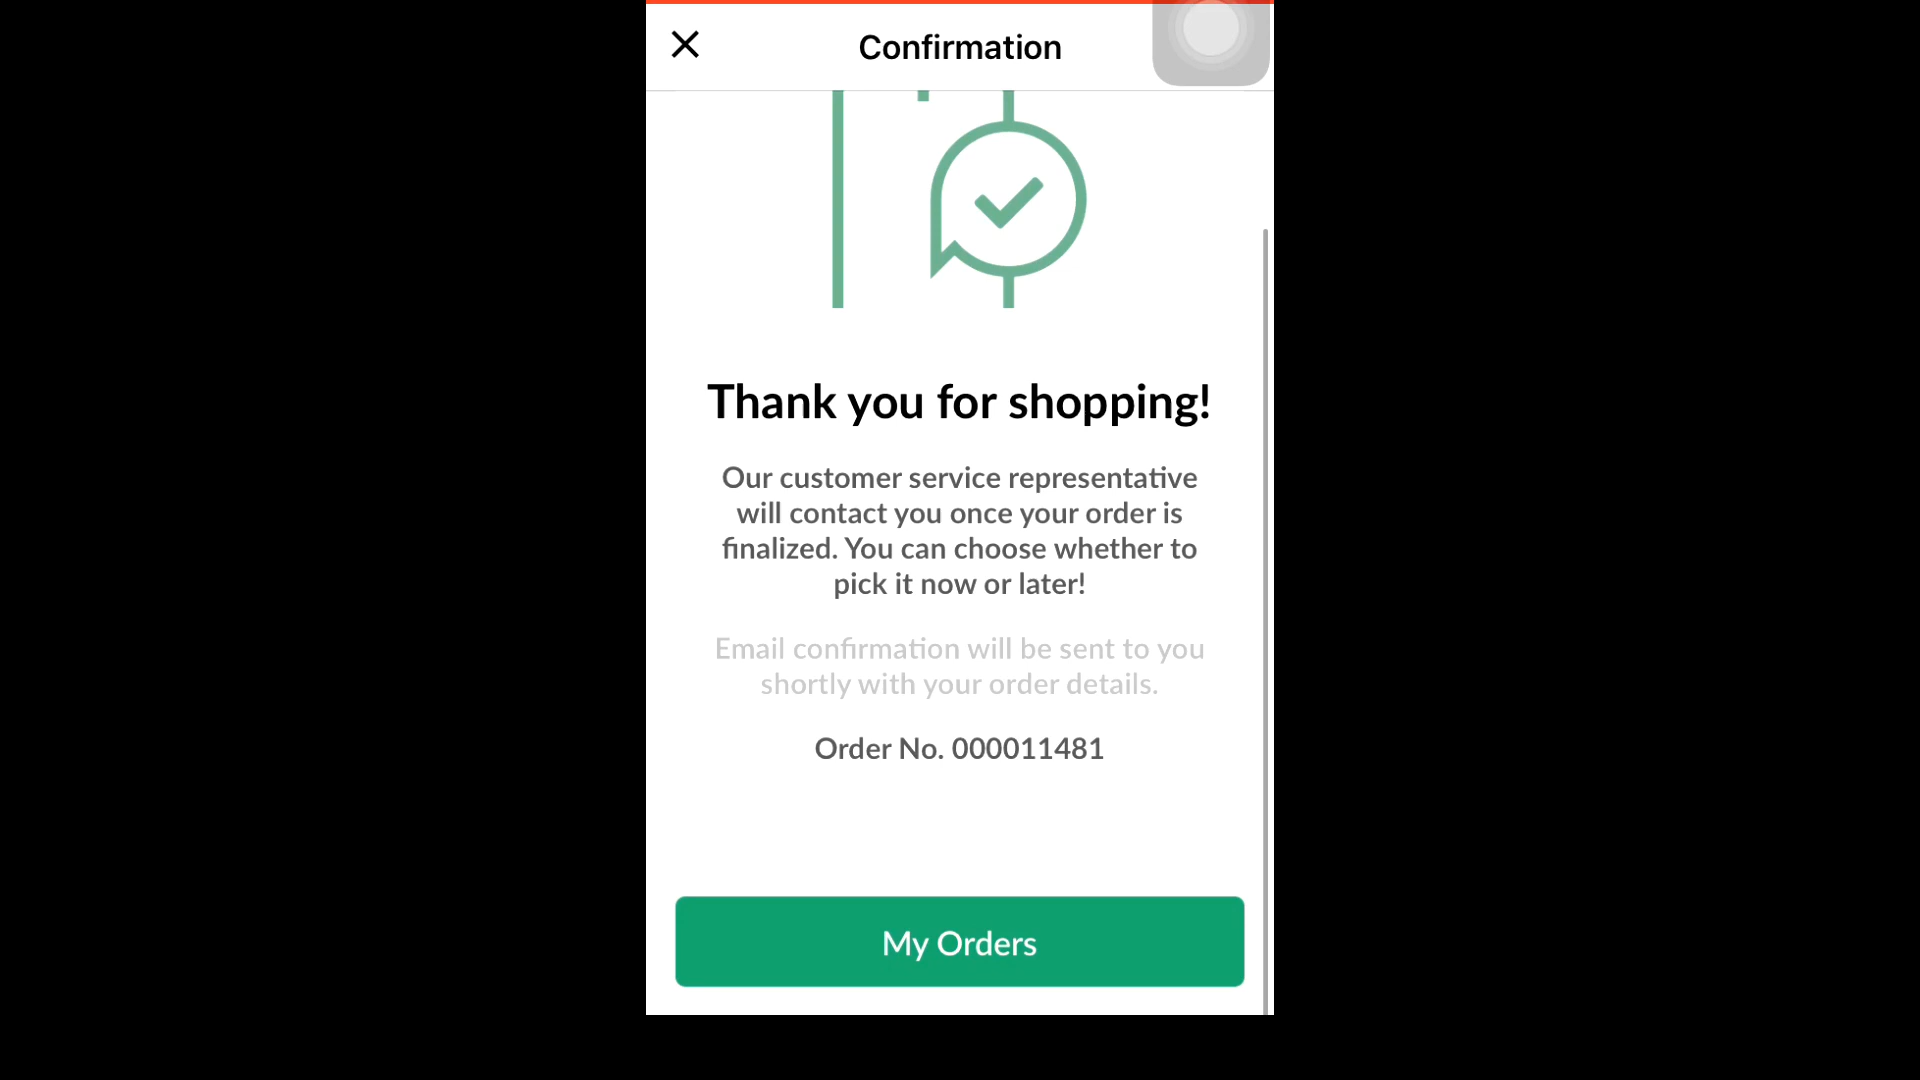 Confirmation
Thank you for shopping!
Our customer service representative
will contact you once your order is
finalized. You can choose whether to
pick it now or later!
Email confirmation will be sent to you
shortly with your order details.
Order No. 000011481
My Orders